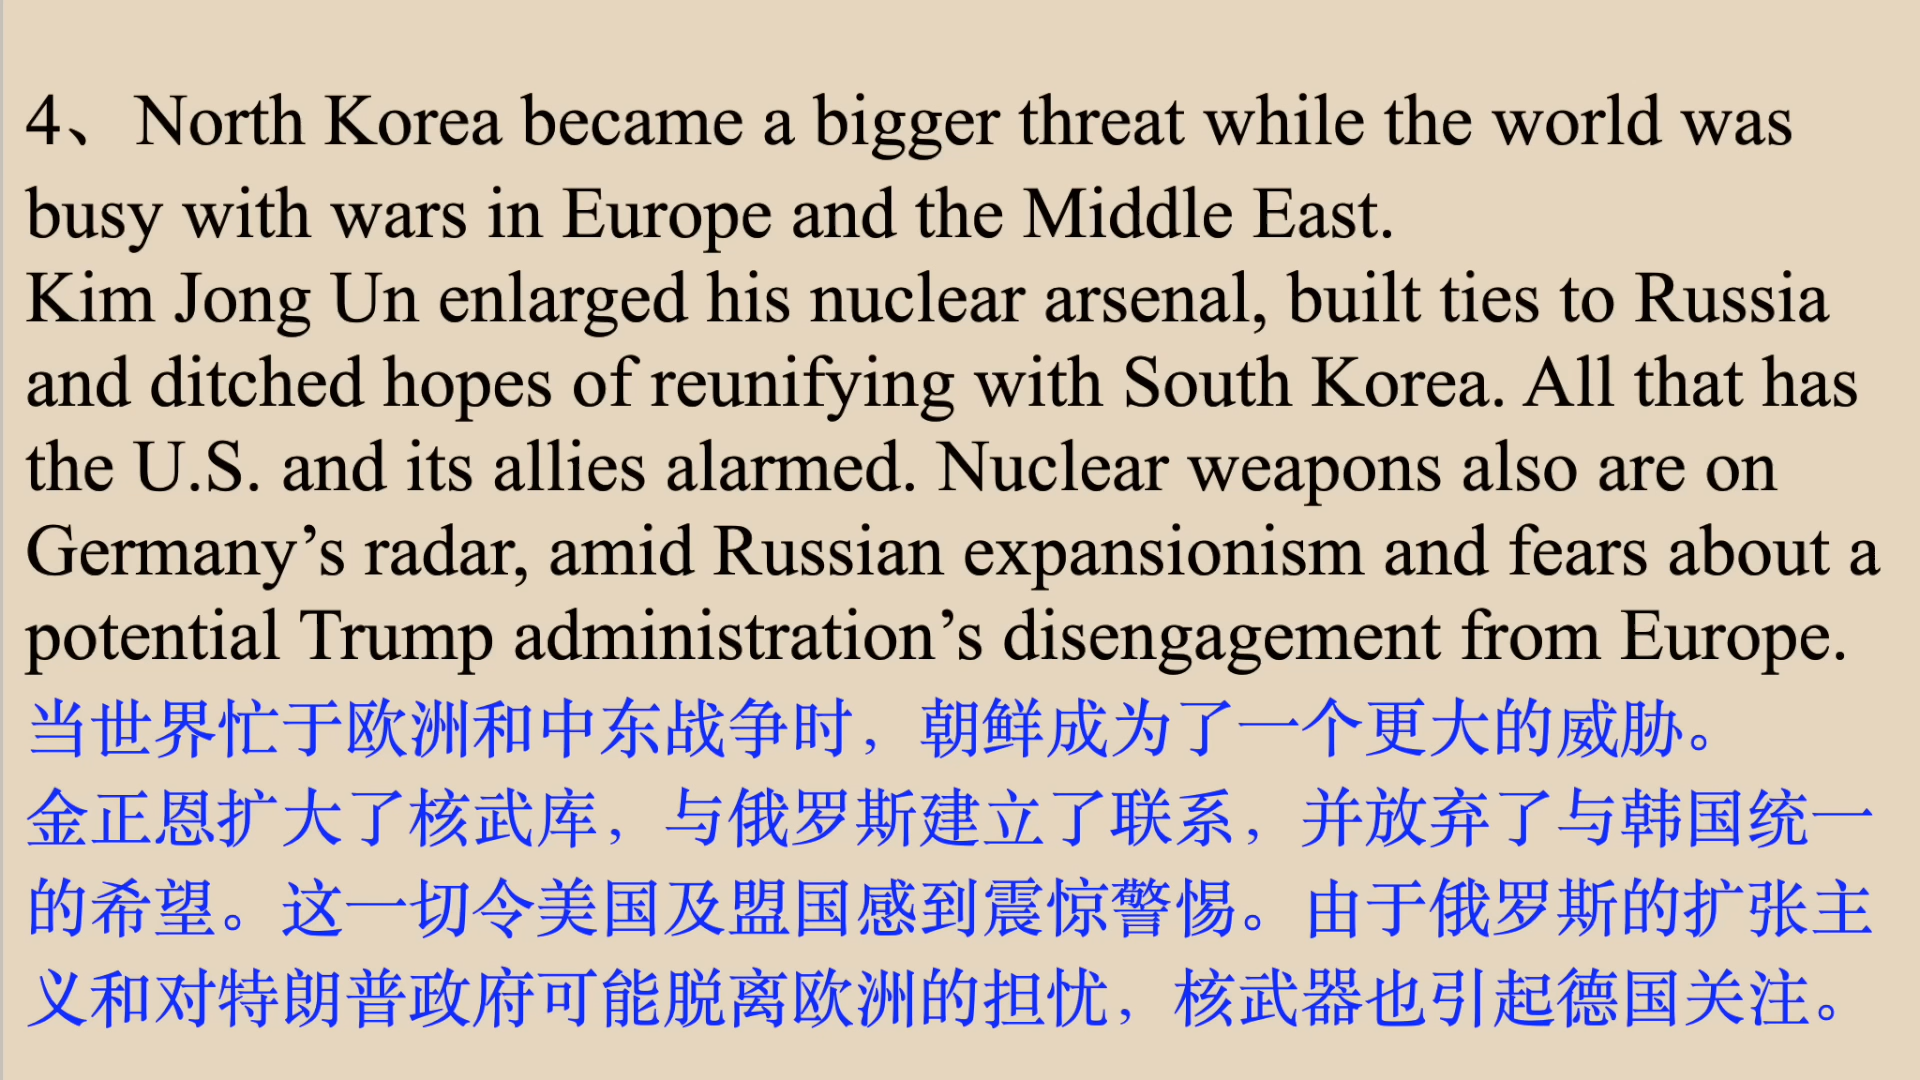 4、North Korea became a bigger threat while the world was
busy with wars in Europe and the Middle East.
Kim Jong Un enlarged his nuclear arsenal, built ties to Russia
and ditched hopes of reunifying with South Korea. All that has
the U.S. and its allies alarmed. Nuclear weapons also are on
Germany’s radar, amid Russian expansionism and fears about a
potential Trump administration’s disengagement from Europe.
当世界忙于欧洲和中东战争时，朝鲜成为了一个更大的威胁。
金正恩扩大了核武库，与俄罗斯建立了联系，并放弃了与韩国统一
的希望。这一切令美国及盟国感到震惊警惕。由于俄罗斯的扩张主
义和对特朗普政府可能脱离欧洲的担忧，核武器也引起德国关注。